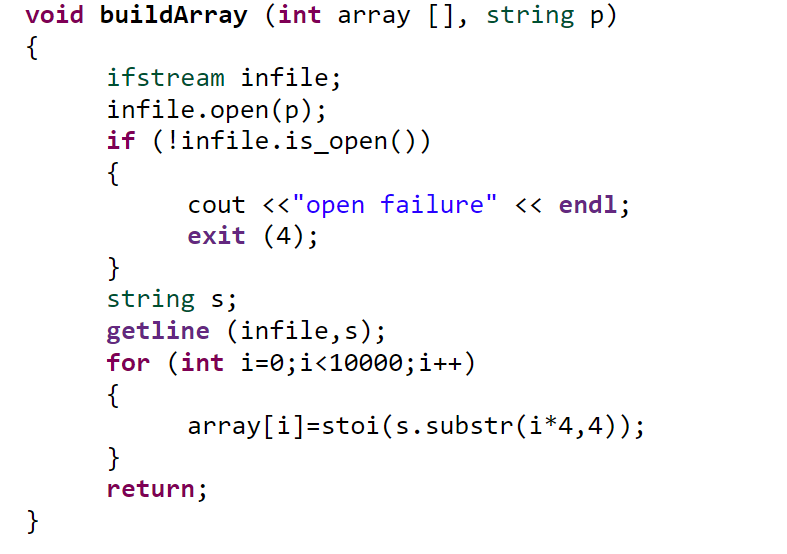 void buildArray (int array [], string p)
{
ifstream infile;
infile.open(p);
if (!infile.is_open())
{
cout <<"open failure" << endl;
exit (4);
}
string s;
getline (infile,s);
for (int i=0;i<10000;i++)
{
array[i]=stoi(s.substr(i*4,4));
}
return;
}